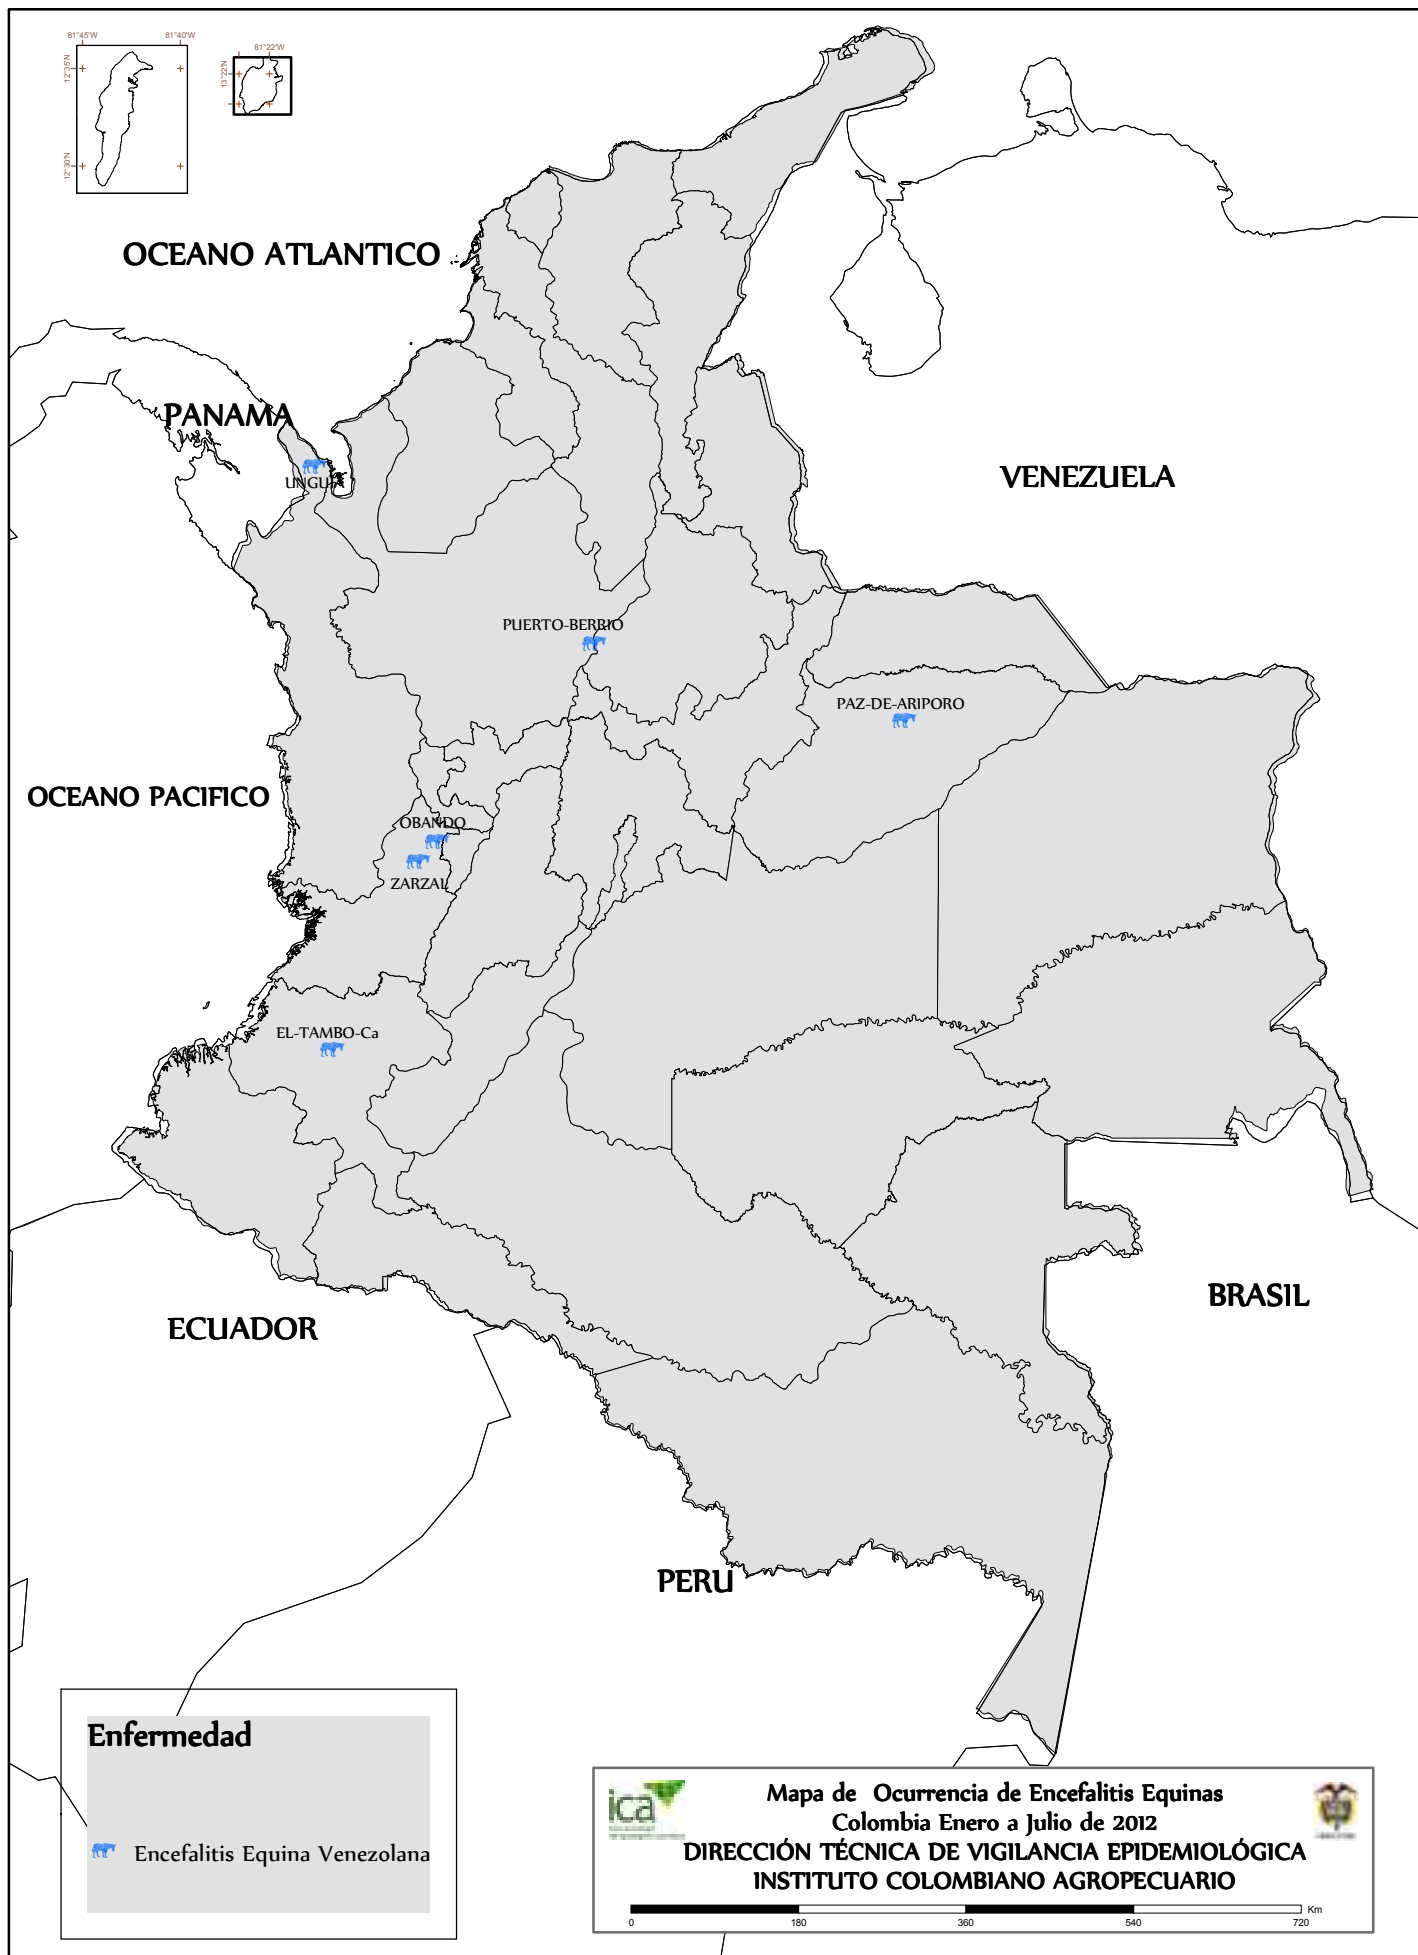 81°45'W
81°40'W
12°35'N
12°30'N
81°22'W
13°22'N
OCEANO ATLANTICO
PANAMA
UNGUIA
VENEZUELA
PUERTO-BERRIO
PAZ-DE-ARIPORO
OCEANO PACIFICO
OBANDO
ZARZAL
EL-TAMBO-Ca
BRASIL
ECUADOR
PERU
Enfermedad
Encefalitis Equina Venezolana
ica
Mapa de Ocurrencia de Encefalitis Equinas
Colombia Enero a Julio de 2012
DIRECCIÓN TÉCNICA DE VIGILANCIA EPIDEMIOLÓGICA
INSTITUTO COLOMBIANO AGROPECUARIO
0 180 360 540 720 Km